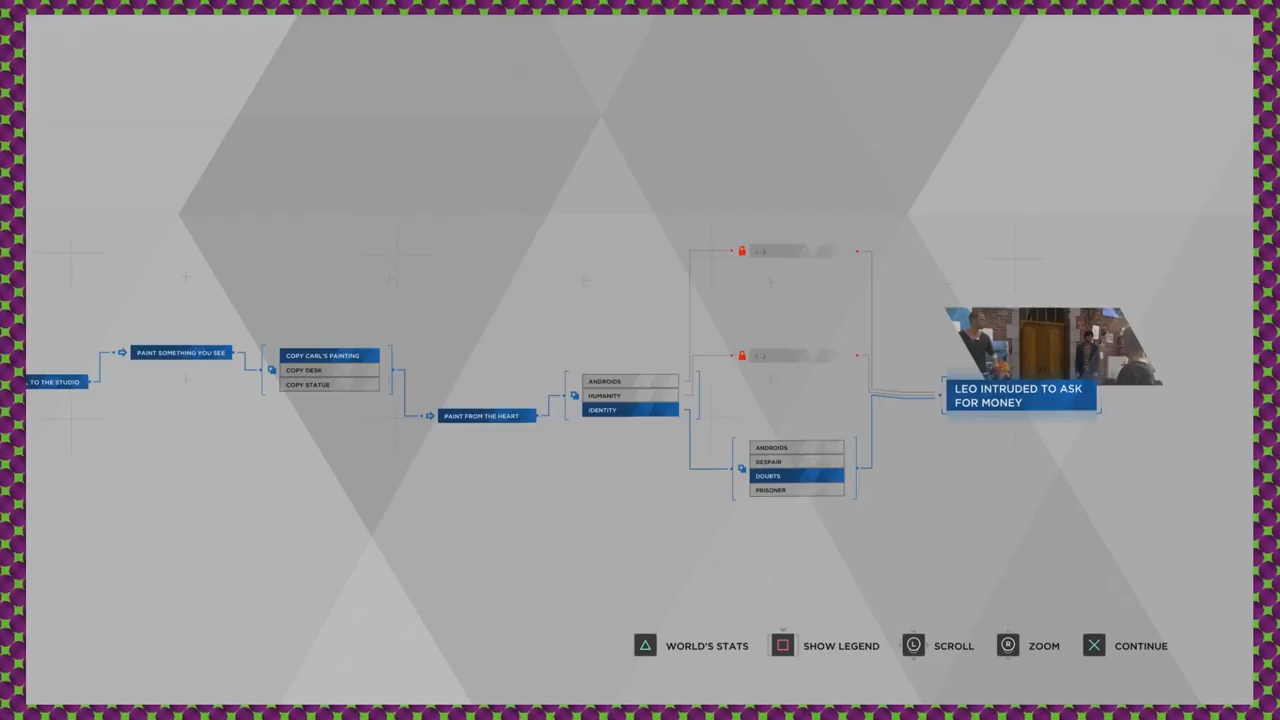 ... TO THE STUDIO
PAINT SOMETHING YOU SEE
COPY CARL'S PAINTING
COPY DESK
COPY STATUE
PAINT FROM THE HEART
ANDROIDS
HUMANITY
IDENTITY
[...]
[...]
ANDROIDS
DESPAIR
DOUBTS
PRISONER
LEO INTRUDED TO ASK
FOR MONEY
WORLD'S STATS
SHOW LEGEND
L SCROLL
R ZOOM
CONTINUE